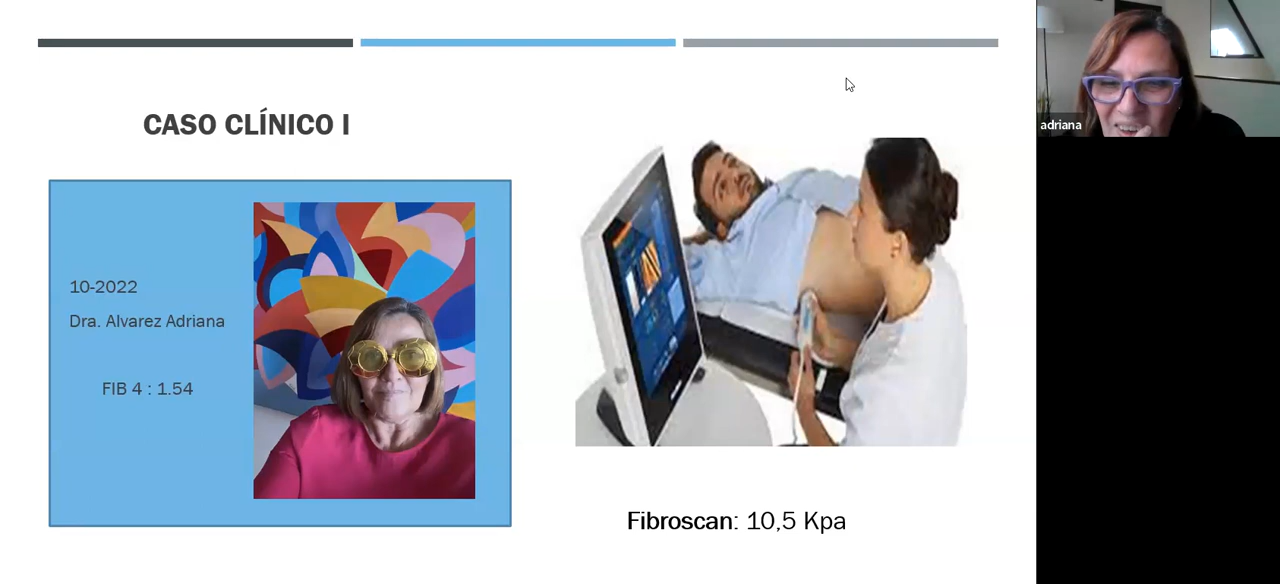 CASO CLÍNICO I
10-2022
Dra. Alvarez Adriana
FIB 4 : 1.54
Fibroscan: 10,5 Kpa
adriana